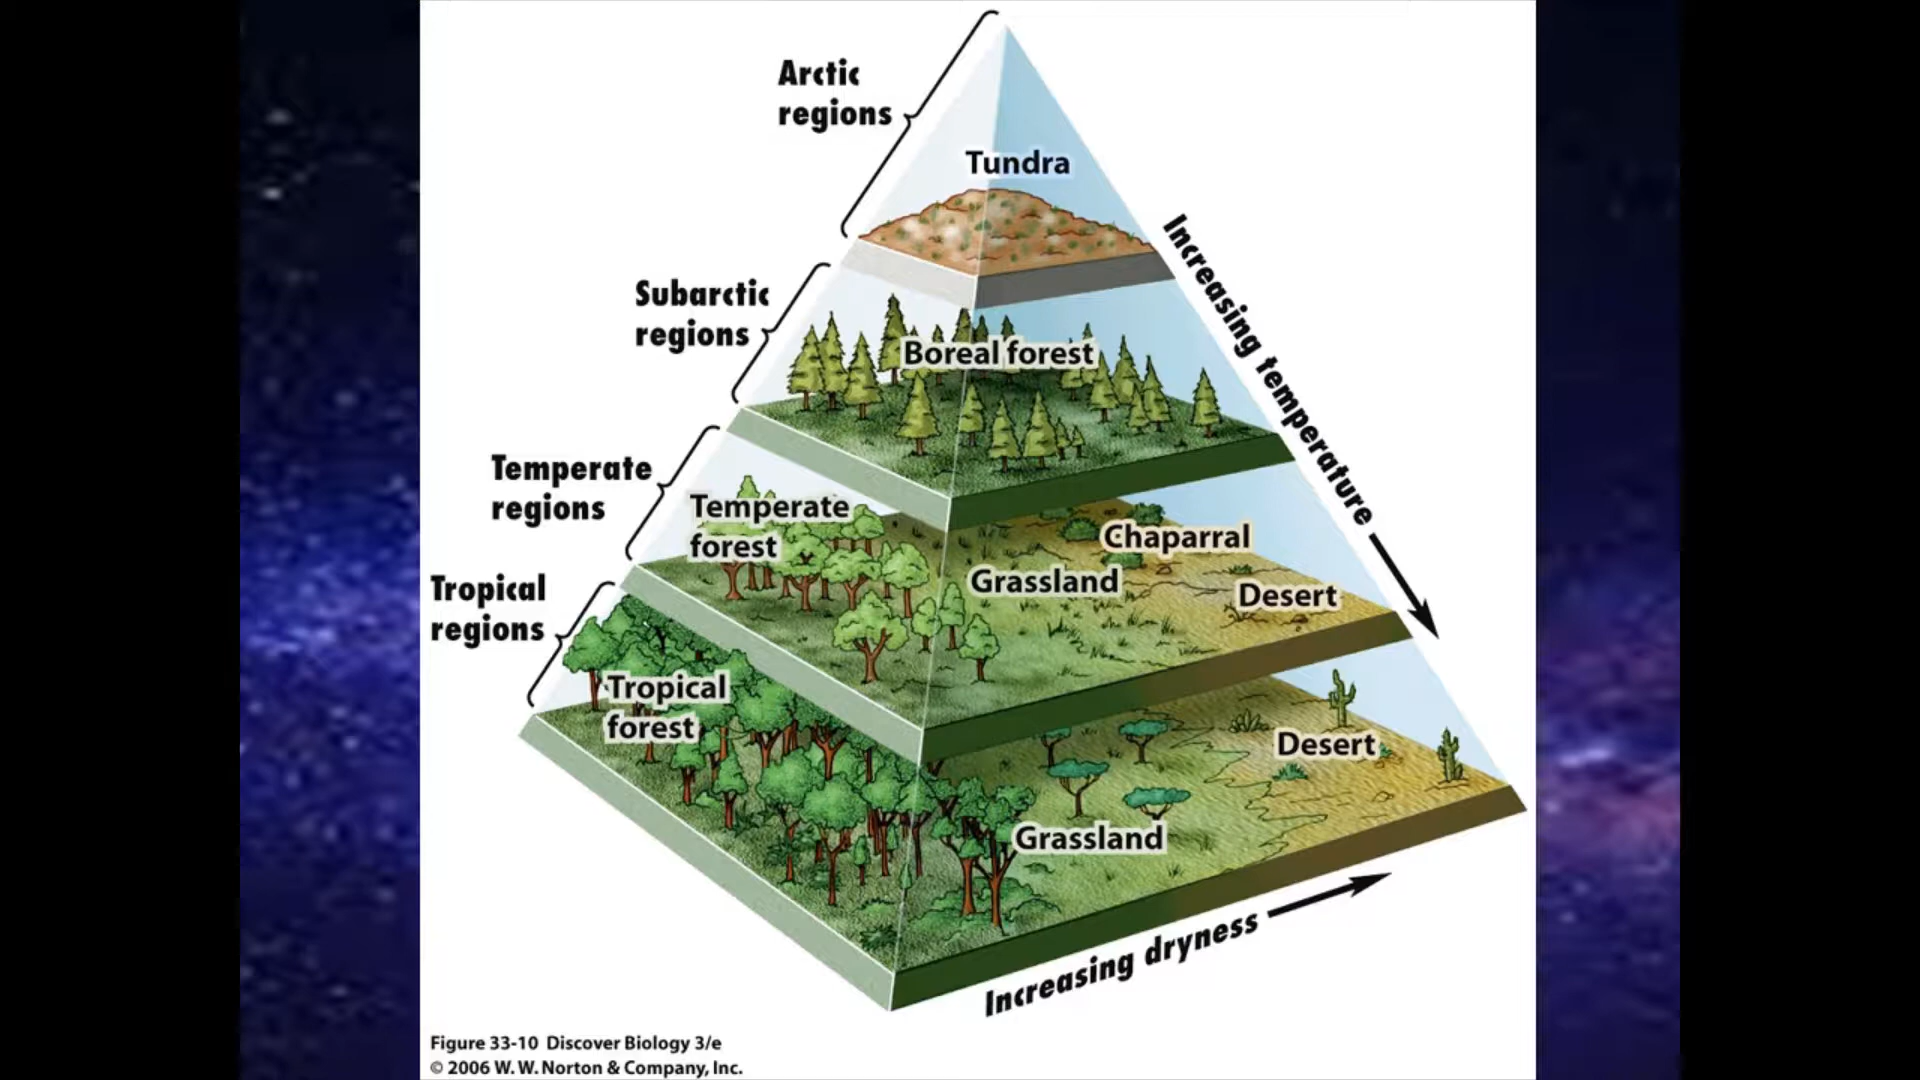 Arctic
regions
Tundra
Increasing temperature
Subarctic
regions
Boreal forest
Temperate
regions
Temperate
forest
Chaparral
Grassland
Desert
Tropical
regions
Tropical
forest
Desert
Grassland
Increasing dryness
Figure 33-10 Discover Biology 3/e
© 2006 W. W. Norton & Company, Inc.